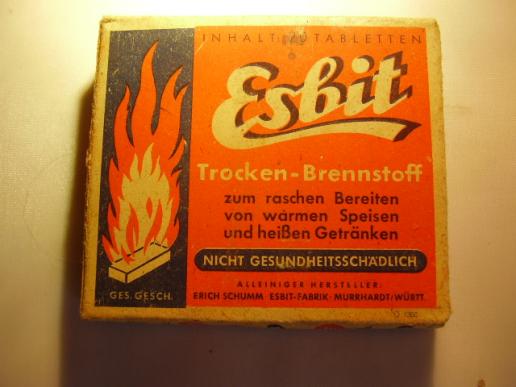 INHALT 20 TABLETTEN
Esbit
Trocken-Brennstoff
zum raschen Bereiten
von warmen Speisen
und heißen Getränken
NICHT GESUNDHEITSSCHÄDLICH
ALLEINIGER HERSTELLER:
ERICH SCHUMM ESBIT-FABRIK · MURRHARDT/WÜRTT.
GES. GESCH.